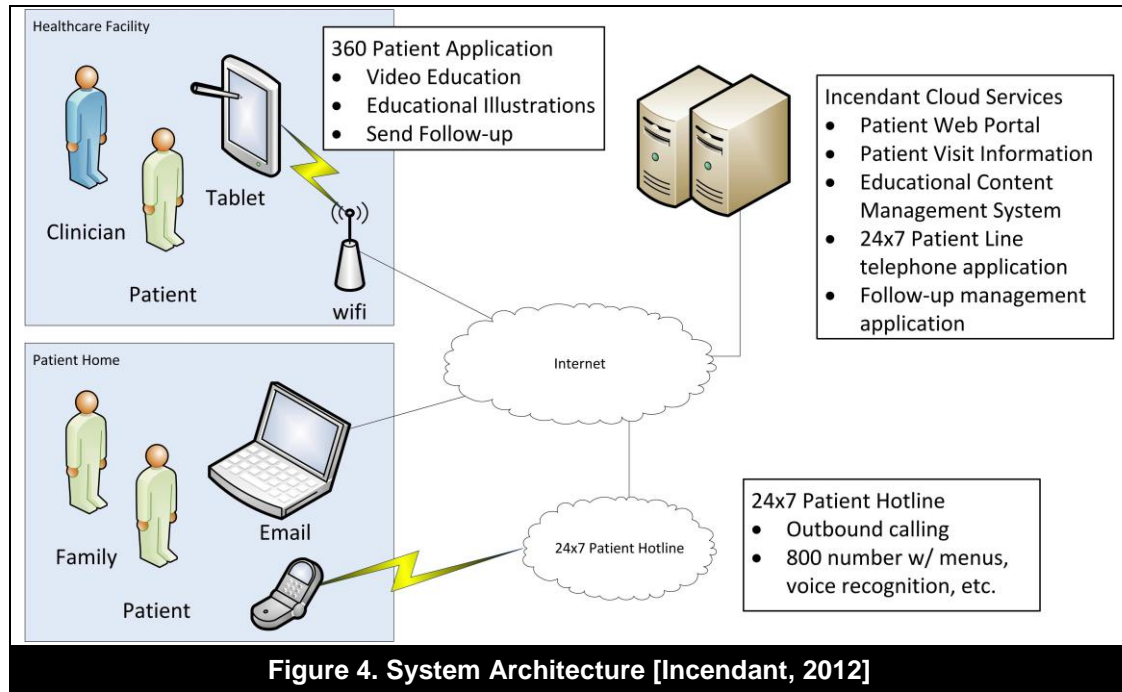 Healthcare Facility
Clinician
Patient
Tablet
wifi
360 Patient Application
• Video Education
• Educational Illustrations
• Send Follow-up
Incendant Cloud Services
• Patient Web Portal
• Patient Visit Information
• Educational Content
Management System
• 24x7 Patient Line
telephone application
• Follow-up management
application
Internet
Patient Home
Family
Patient
Email
24x7 Patient Hotline
24x7 Patient Hotline
• Outbound calling
• 800 number w/ menus,
voice recognition, etc.
Figure 4. System Architecture [Incendant, 2012]